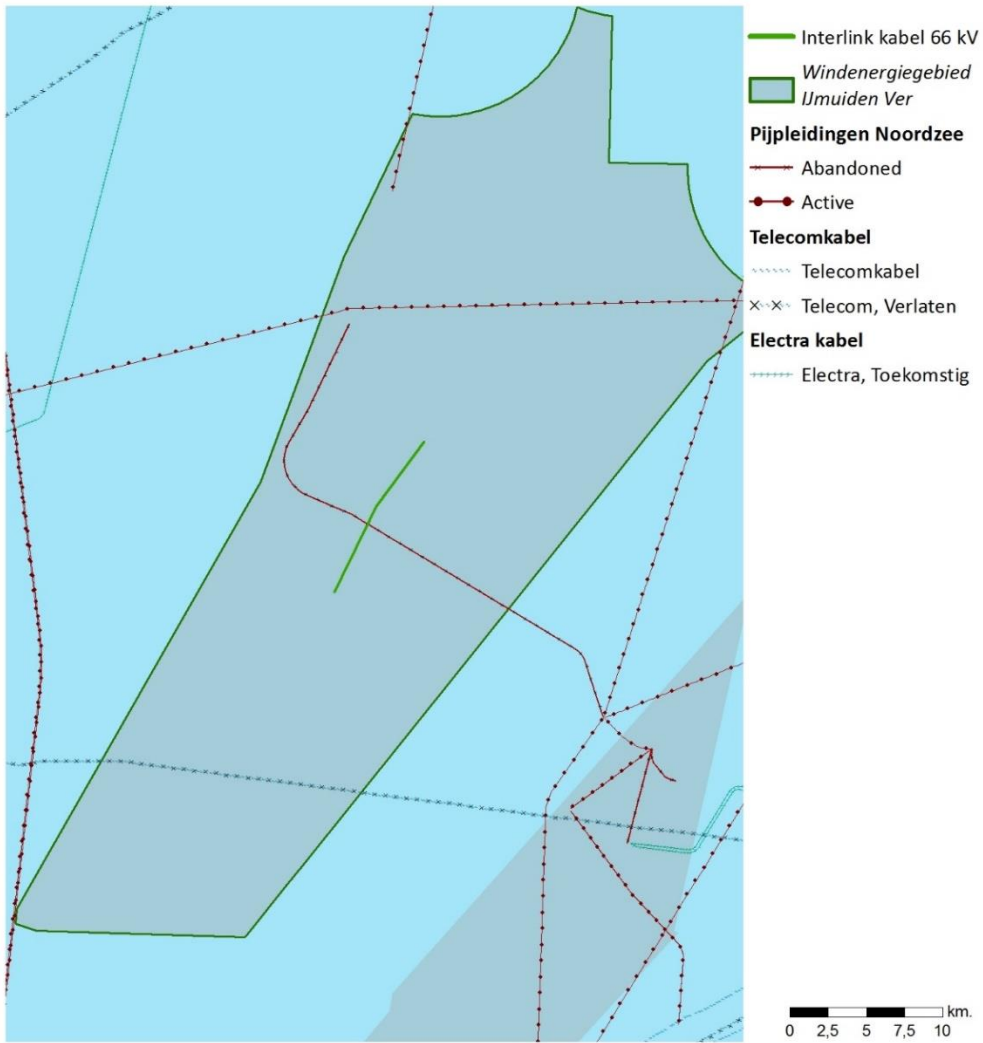 Interlink kabel 66 kV
Windenergiegebied
IJmuiden Ver
Pijpleidingen Noordzee
Abandoned
Active
Telecomkabel
Telecomkabel
Telecom, Verlaten
Electra kabel
Electra, Toekomstig
km.
0 2,5 5 7,5 10